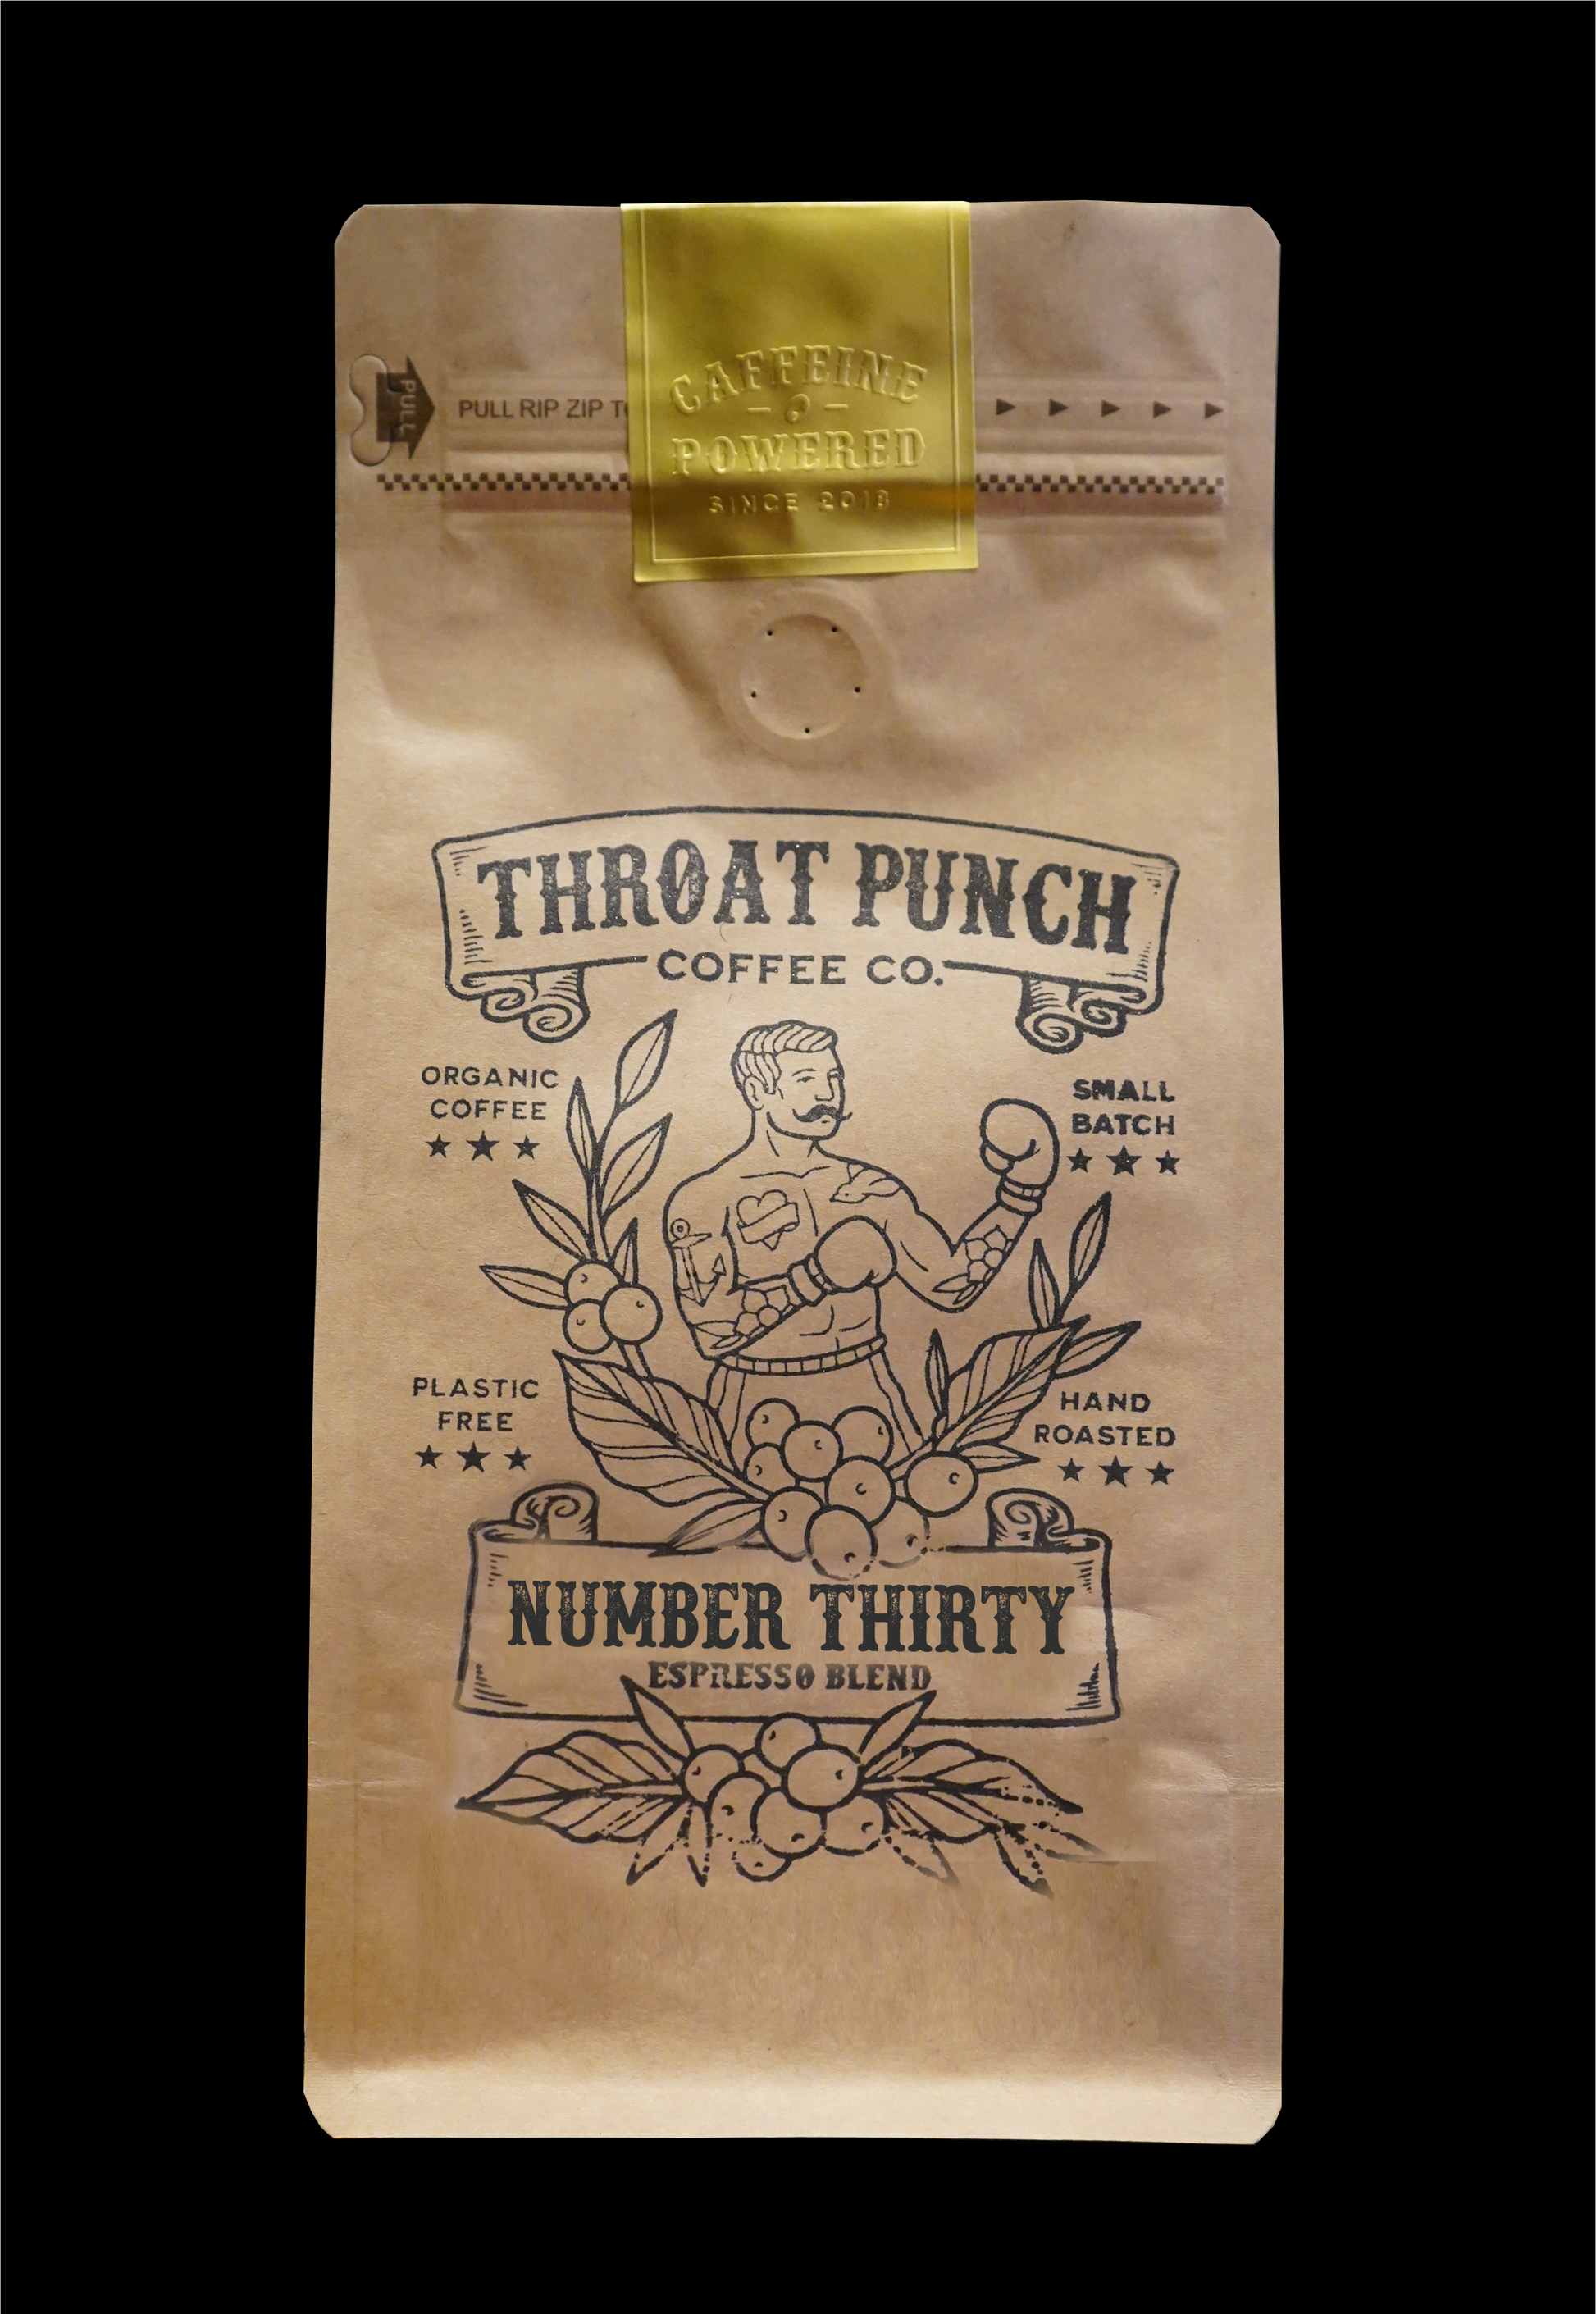 CAFFEINE
POWERED
SINCE 2018
PULL
PULL RIP ZIP
THROAT PUNCH
COFFEE CO.
ORGANIC
COFFEE
SMALL
BATCH
PLASTIC
FREE
HAND
ROASTED
NUMBER THIRTY
ESPRESSO BLEND